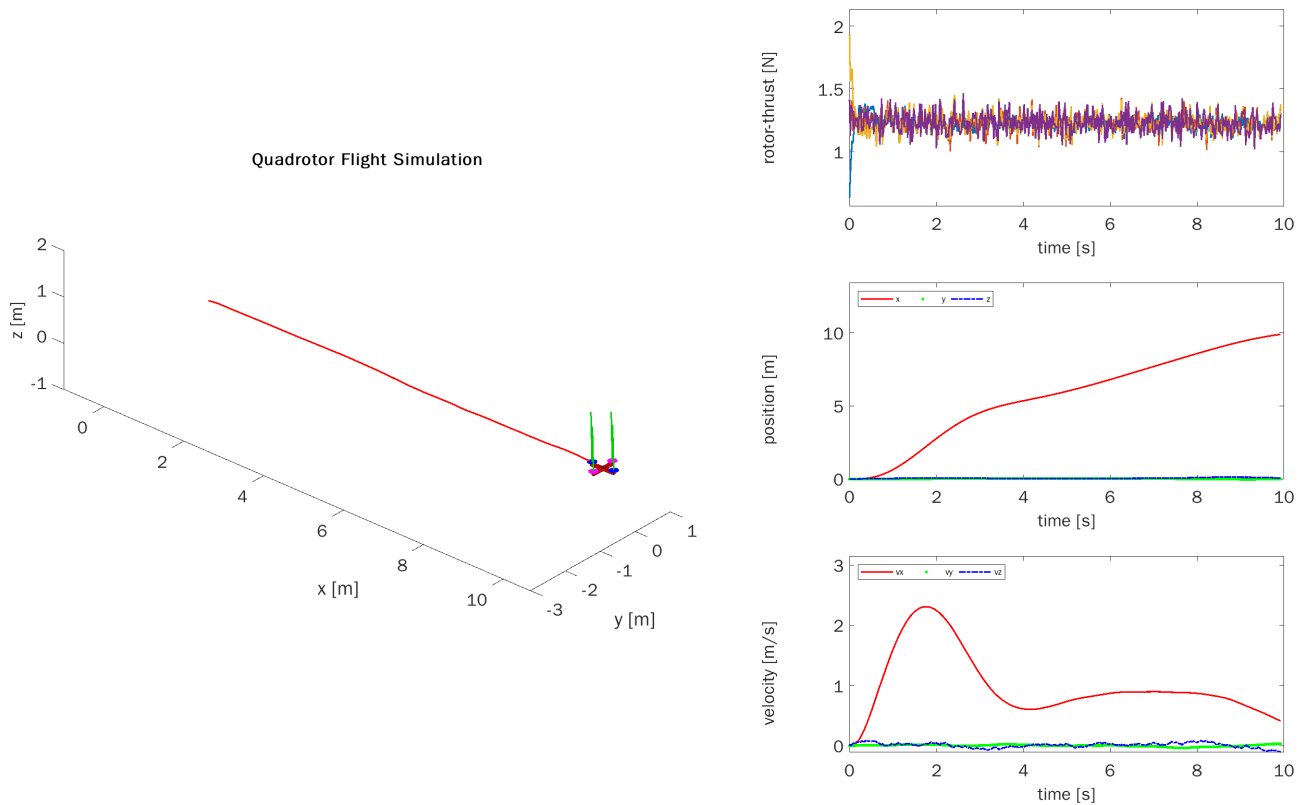 Quadrotor Flight Simulation
2
1
0
-1
z [m]
0
2
4
6
8
10
x [m]
-3
-2
-1
0
1
y [m]
2
1.5
1
rotor-thrust [N]
0 2 4 6 8 10
time [s]
x y z
10
5
0
position [m]
0 2 4 6 8 10
time [s]
vx vy vz
3
2
1
0
velocity [m/s]
0 2 4 6 8 10
time [s]